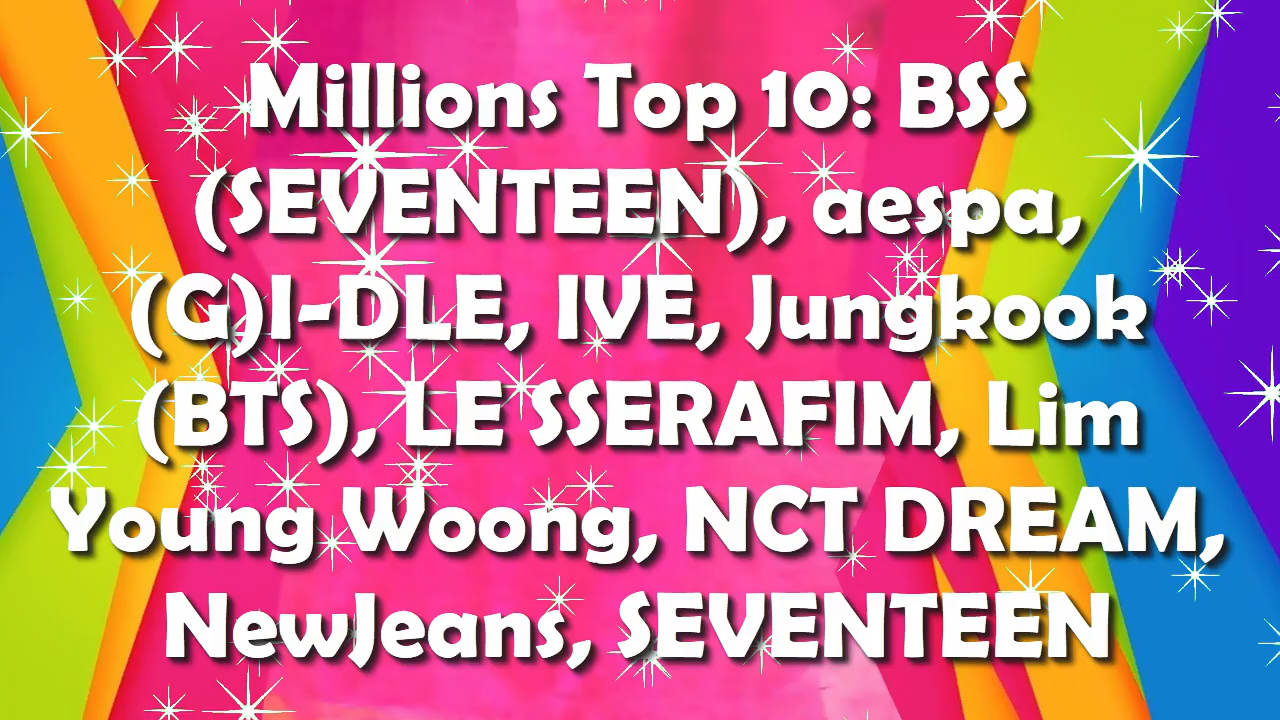 Millions Top 10: BSS
(SEVENTEEN), aespa,
(G)I-DLE, IVE, Jungkook
(BTS), LE SSERAFIM, Lim
Young Woong, NCT DREAM,
NewJeans, SEVENTEEN